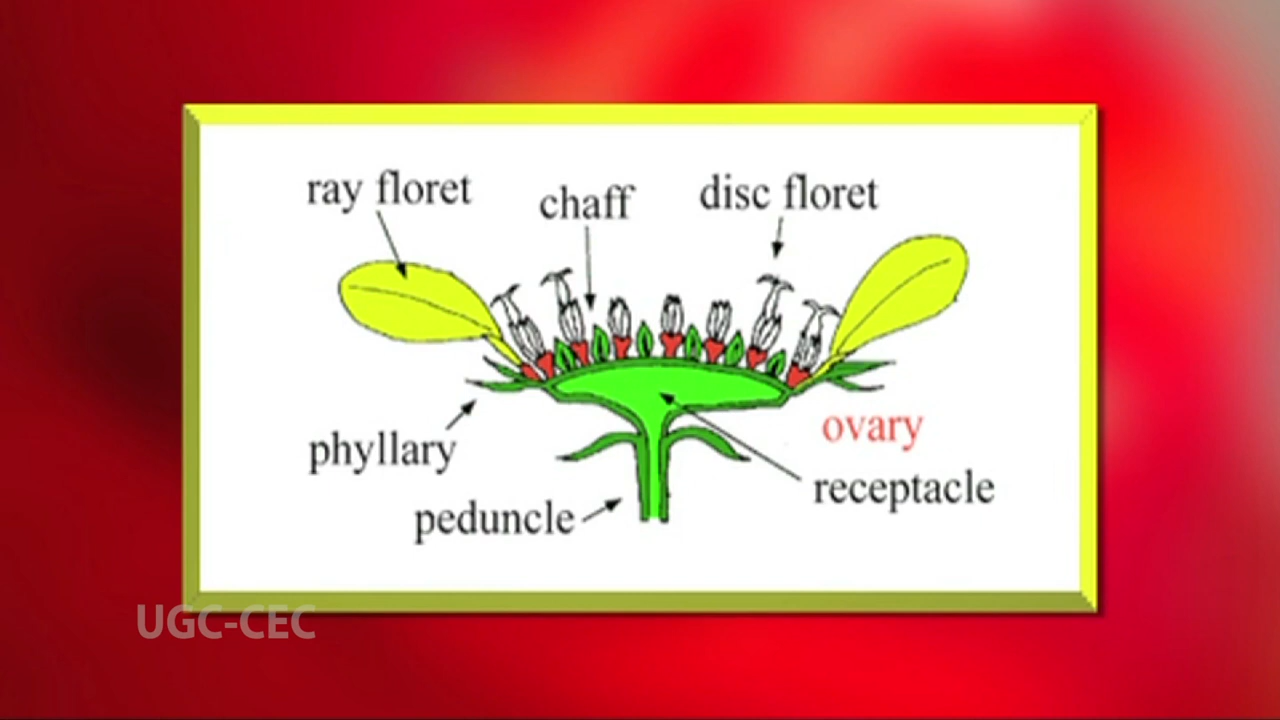 ray floret
chaff
disc floret
phyllary
ovary
receptacle
peduncle
UGC-CEC